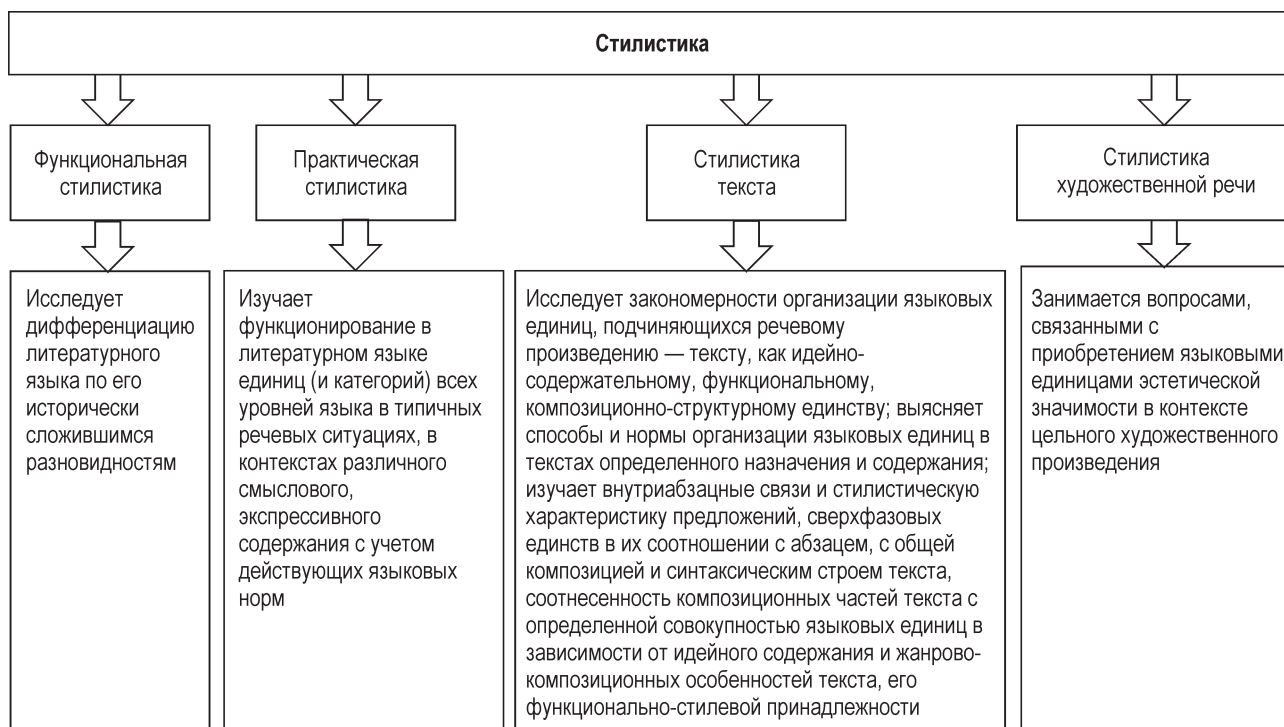 Стилистика
Функциональная
стилистика
Практическая
стилистика
Стилистика
текста
Стилистика
художественной речи
Исследует
дифференциацию
литературного
языка по его
исторически
сложившимся
разновидностям
Изучает
функционирование в
литературном языке
единиц (и категорий) всех
уровней языка в типичных
речевых ситуациях, в
контекстах различного
смыслового,
экспрессивного
содержания с учетом
действующих языковых
норм
Исследует закономерности организации языковых
единиц, подчиняющихся речевому
произведению — тексту, как идейно-
содержательному, функциональному,
композиционно-структурному единству; выясняет
способы и нормы организации языковых единиц в
текстах определенного назначения и содержания;
изучает внутриабзацные связи и стилистическую
характеристику предложений, сверхфазовых
единств в их соотношении с абзацем, с общей
композицией и синтаксическим строем текста,
соотнесенность композиционных частей текста с
определенной совокупностью языковых единиц в
зависимости от идейного содержания и жанрово-
композиционных особенностей текста, его
функционально-стилевой принадлежности
Занимается вопросами,
связанными с
приобретением языковыми
единицами эстетической
значимости в контексте
цельного художественного
произведения